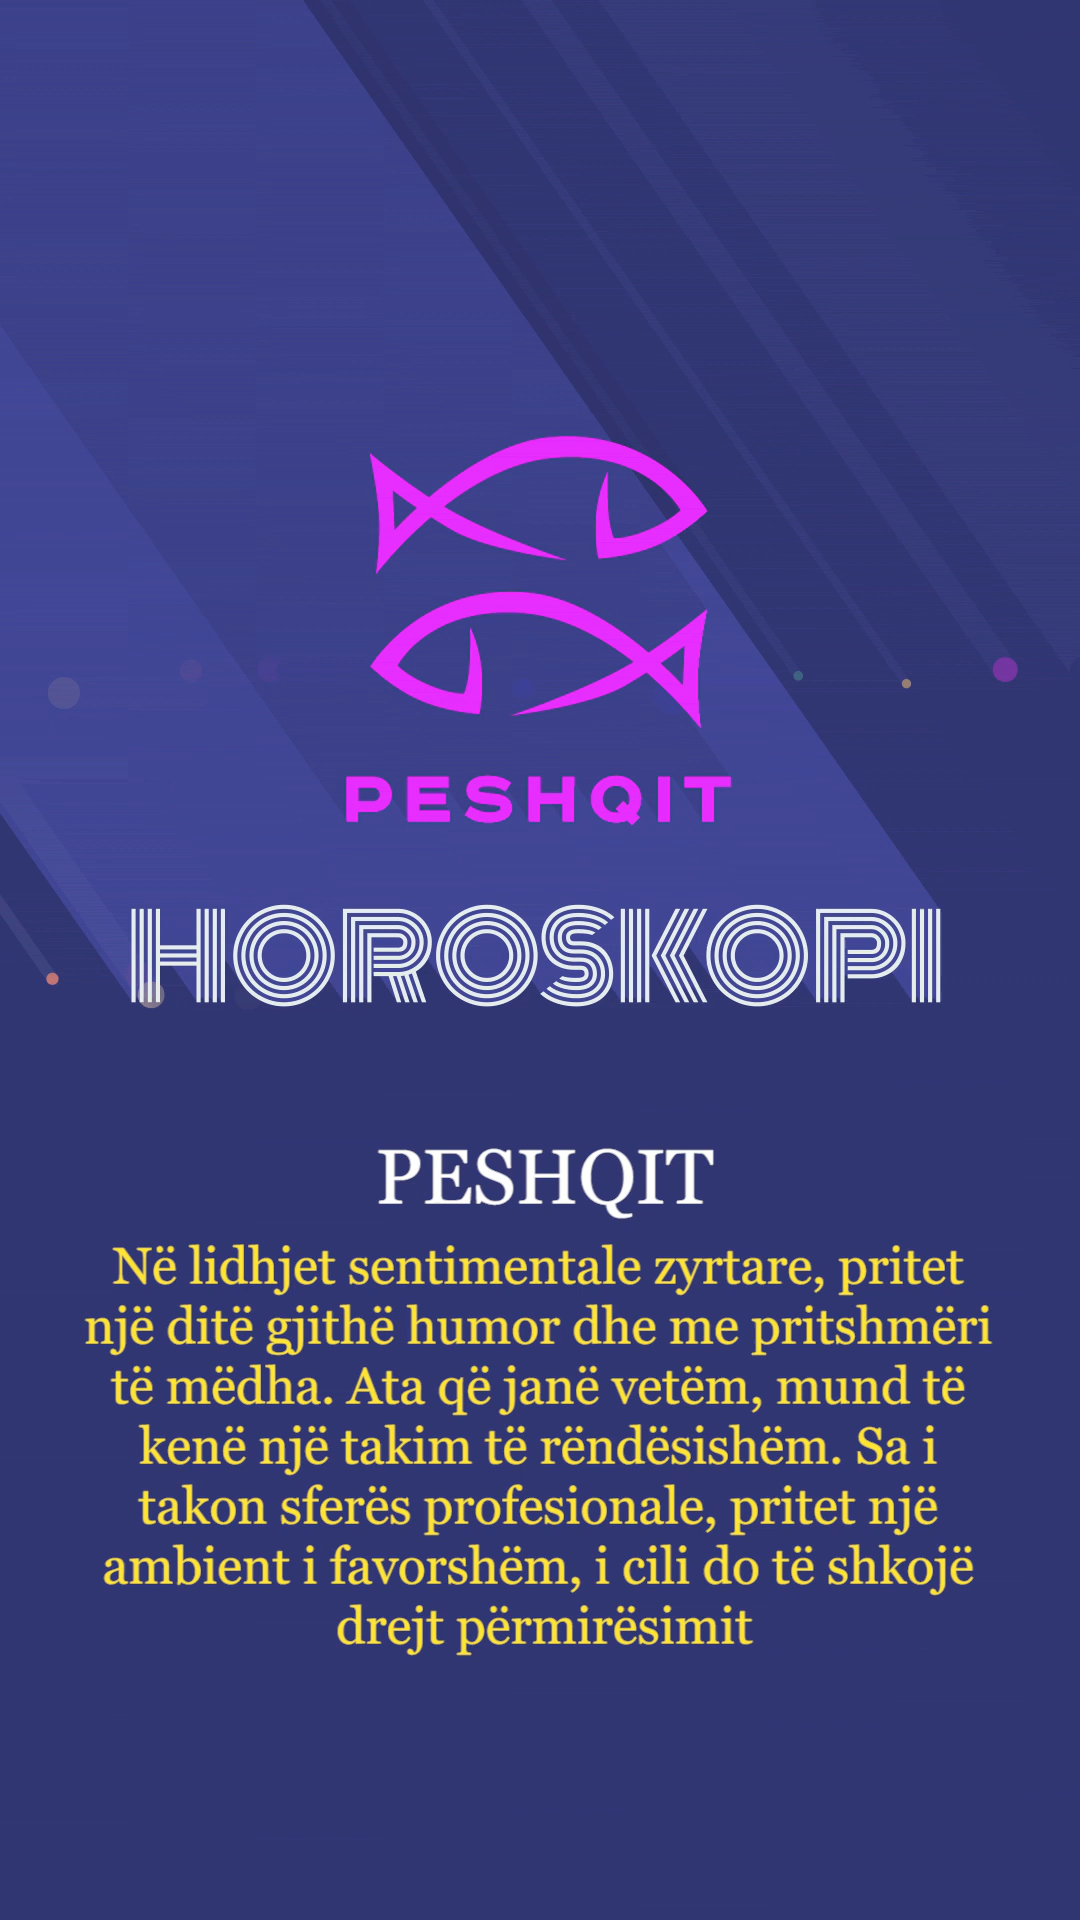 PESHQIT
HOROSKOPI
PESHQIT
Në lidhjet sentimentale zyrtare, pritet
një ditë gjithë humor dhe me pritshmëri
të mëdha. Ata që janë vetëm, mund të
kenë një takim të rëndësishëm. Sa i
takon sferës profesionale, pritet një
ambient i favorshëm, i cili do të shkojë
drejt përmirësimit